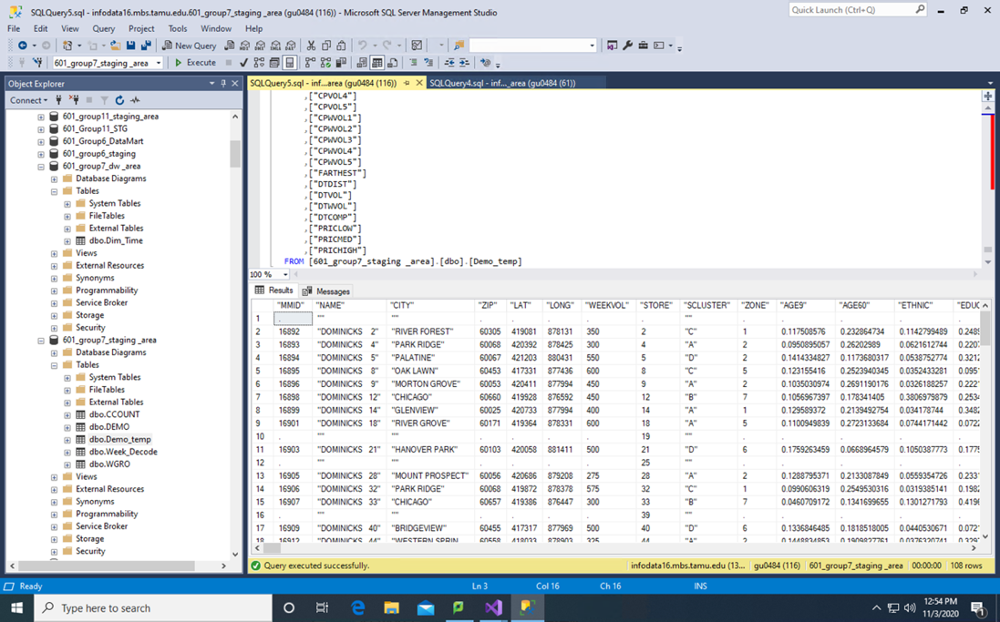 SQLQuery5.sql - infodata16.mbs.tamu.edu.601_group7_staging _area (gu0484 (116)) - Microsoft SQL Server Management Studio
Quick Launch (Ctrl+Q)
File Edit View Query Project Tools Window Help
New Query
601_group7_staging _area Execute
Object Explorer
Connect
601_group11_staging_area
601_Group11_STG
601_Group6_DataMart
601_group6_staging
601_group7_dw _area
Database Diagrams
Tables
System Tables
FileTables
External Tables
dbo.Dim_Time
Views
External Resources
Synonyms
Programmability
Service Broker
Storage
Security
601_group7_staging _area
Database Diagrams
Tables
System Tables
FileTables
External Tables
dbo.CCOUNT
dbo.DEMO
dbo.Demo_temp
dbo.Week_Decode
dbo.WGRO
Views
External Resources
Synonyms
Programmability
Service Broker
Storage
Security
SQLQuery5.sql - inf...area (gu0484 (116)) SQLQuery4.sql - inf..._area (gu0484 (61))
,["CPVOL4"]
,["CPVOL5"]
,["CPWVOL1"]
,["CPWVOL2"]
,["CPWVOL3"]
,["CPWVOL4"]
,["CPWVOL5"]
,["FARTHEST"]
,["DTDIST"]
,["DTVOL"]
,["DTWVOL"]
,["DTCOMP"]
,["PRICLOW"]
,["PRICMED"]
,["PRICHIGH"]
FROM [601_group7_staging _area].[dbo].[Demo_temp]
100 %
Results Messages
"MMID" "NAME" "CITY" "ZIP" "LAT" "LONG" "WEEKVOL" "STORE" "SCLUSTER" "ZONE" "AGE9" "AGE60" "ETHNIC" "EDUC
1 . "" "" . . . . . "" . . . . .
2 16892 "DOMINICKS 2" "RIVER FOREST" 60305 419081 878131 350 2 "C" 1 0.117508576 0.232864734 0.1142799489 0.2489
3 16893 "DOMINICKS 4" "PARK RIDGE" 60068 420392 878425 300 4 "A" 2 0.0950895057 0.26202989 0.0621612744 0.2207
4 16894 "DOMINICKS 5" "PALATINE" 60067 421203 880431 550 5 "D" 2 0.1414334827 0.1173680317 0.0538752774 0.3212
5 16895 "DOMINICKS 8" "OAK LAWN" 60453 417331 877436 600 8 "C" 5 0.123155416 0.2523940345 0.0352433281 0.0951
6 16896 "DOMINICKS 9" "MORTON GROVE" 60053 420411 877994 450 9 "A" 2 0.1035030974 0.2691190176 0.0326188257 0.2221
7 16898 "DOMINICKS 12" "CHICAGO" 60660 419928 876592 450 12 "B" 7 0.1056967397 0.178341405 0.3806979879 0.2534
8 16899 "DOMINICKS 14" "GLENVIEW" 60025 420733 877994 400 14 "A" 1 0.129589372 0.2139492754 0.034178744 0.3482
9 16901 "DOMINICKS 18" "RIVER GROVE" 60171 419364 878331 600 18 "A" 5 0.1100949839 0.2723133684 0.0744171442 0.0722
10 . "" "" . . . . 19 "" . . . . .
11 16903 "DOMINICKS 21" "HANOVER PARK" 60103 420058 881411 500 21 "D" 6 0.1759263459 0.0668964579 0.1050387773 0.1775
12 . "" "" . . . . 25 "" . . . . .
13 16905 "DOMINICKS 28" "MOUNT PROSPECT" 60056 420686 879208 275 28 "A" 2 0.1288795371 0.2133087849 0.0559354726 0.2331
14 16906 "DOMINICKS 32" "PARK RIDGE" 60068 419872 878378 575 32 "C" 1 0.0990606319 0.2549530316 0.0319385141 0.1982
15 16907 "DOMINICKS 33" "CHICAGO" 60657 419386 876447 300 33 "B" 7 0.0460709172 0.1341699655 0.1301271793 0.4196
16 . "" "" . . . . 39 "" . . . . .
17 16909 "DOMINICKS 40" "BRIDGEVIEW" 60455 417317 877969 500 40 "D" 6 0.1336846485 0.1818518005 0.0440530671 0.0721
18 16912 "DOMINICKS 44" "WESTERN SPRIN 60558 418033 878903 325 44 "A" 2 0.1448834853
Query executed successfully. infodata16.mbs.tamu.edu (13... gu0484 (116) 601_group7_staging _area 00:00:00 108 rows
Ready Ln 3 Col 16 Ch 16 INS
Type here to search
12:54 PM
11/3/2020
1